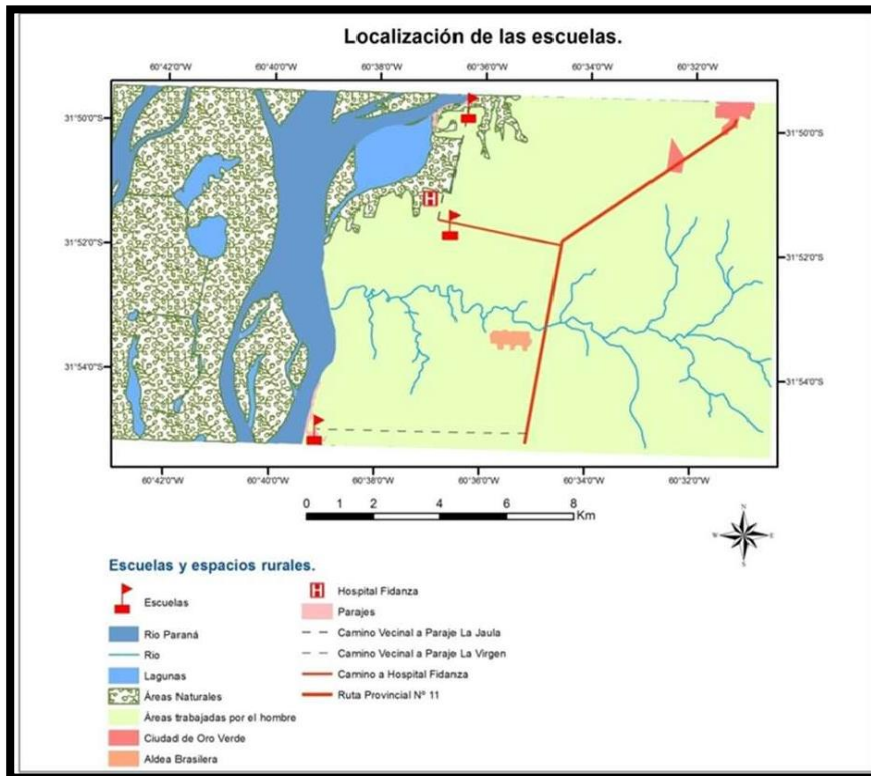 Localización de las escuelas.
60°42'0"W 60°40'0"W 60°38'0"W 60°36'0"W 60°34'0"W 60°32'0"W
31°50'0"S 31°50'0"S
H
31°52'0"S 31°52'0"S
31°54'0"S 31°54'0"S
60°42'0"W 60°40'0"W 60°38'0"W 60°36'0"W 60°34'0"W 60°32'0"W
0 1 2 4 6 8
Km
N
W E
S
Escuelas y espacios rurales.
Escuelas
Rio Paraná
Rio
Lagunas
Áreas Naturales
Áreas trabajadas por el hombre
Ciudad de Oro Verde
Aldea Brasilera
H Hospital Fidanza
Parajes
Camino Vecinal a Paraje La Jaula
Camino Vecinal a Paraje La Virgen
Camino a Hospital Fidanza
Ruta Provincial Nº 11